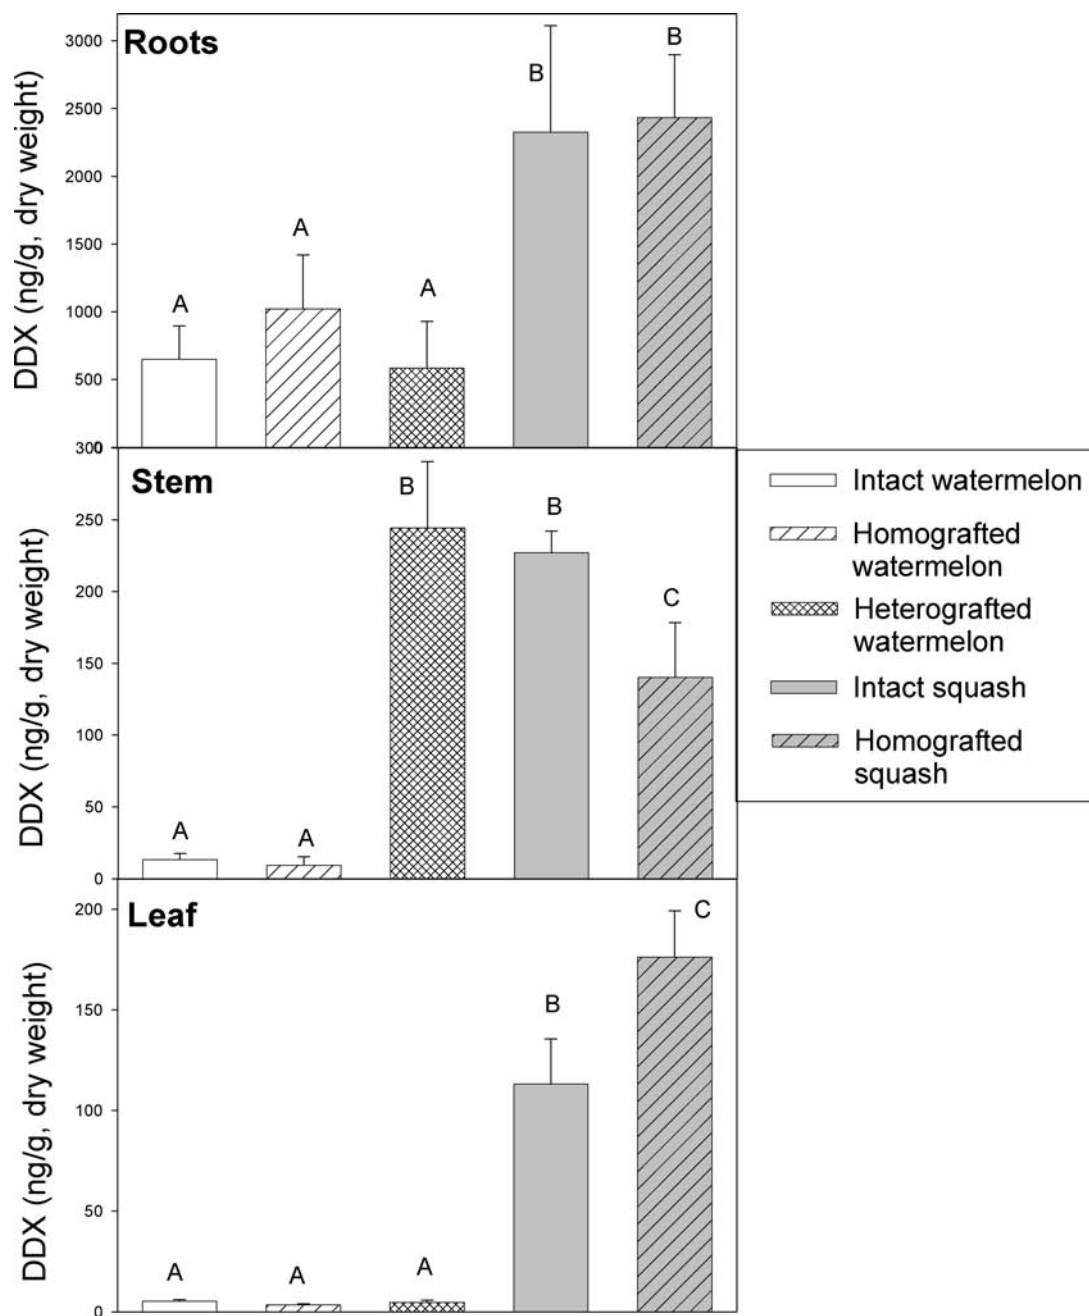 Roots
DDX (ng/g, dry weight)
3000
2500
2000
1500
1000
500
0
A
A
A
B
B
Stem
DDX (ng/g, dry weight)
300
250
200
150
100
50
0
A
A
B
B
C
Leaf
DDX (ng/g, dry weight)
200
150
100
50
0
A
A
A
B
C
Intact watermelon
Homografted
watermelon
Heterografted
watermelon
Intact squash
Homografted
squash